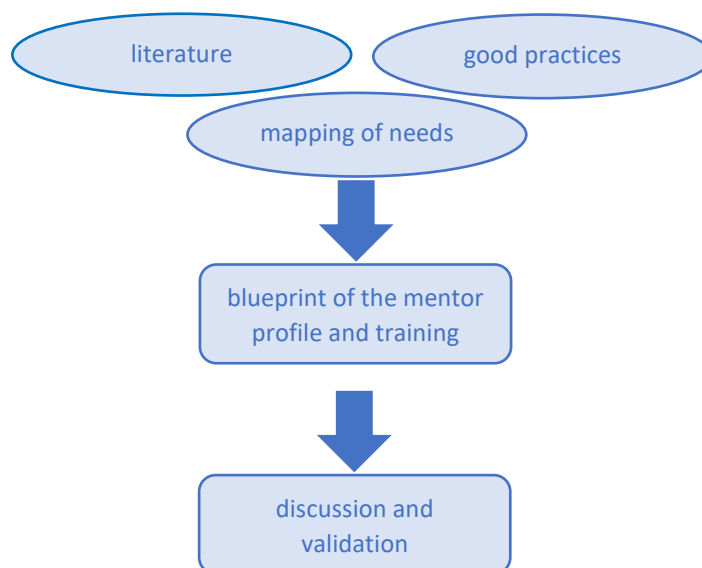 literature
good practices
mapping of needs
blueprint of the mentor
profile and training
discussion and
validation